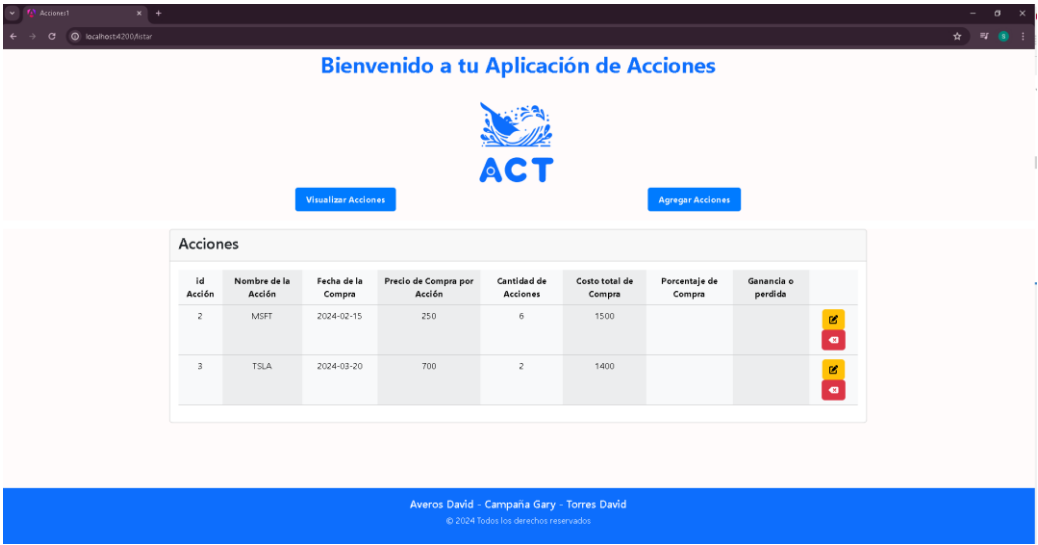 Acciones1
localhost:4200/listar
S
Bienvenido a tu Aplicación de Acciones
ACT
Visualizar Acciones
Agregar Acciones
Acciones
id Acción
Nombre de la Acción
Fecha de la Compra
Precio de Compra por Acción
Cantidad de Acciones
Costo total de Compra
Porcentaje de Compra
Ganancia o perdida
2 MSFT 2024-02-15 250 6 1500
3 TSLA 2024-03-20 700 2 1400
Averos David - Campaña Gary - Torres David
© 2024 Todos los derechos reservados